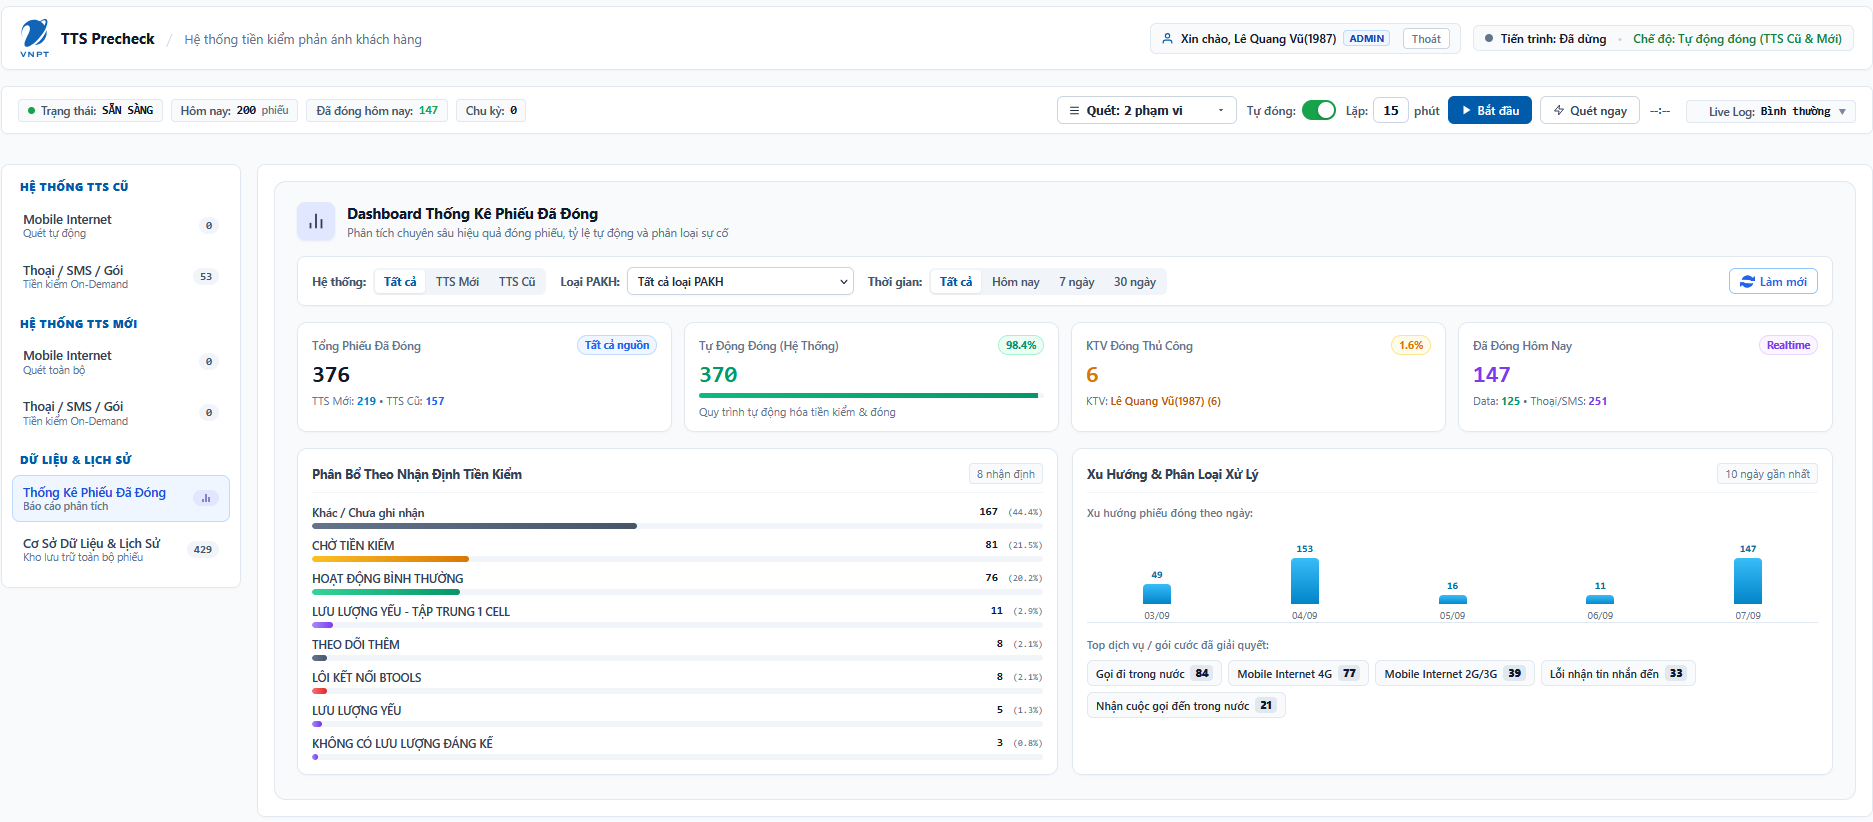 VNPT
TTS Precheck / Hệ thống tiền kiểm phản ánh khách hàng
Xin chào, Lê Quang Vũ(1987) ADMIN Thoát
Tiến trình: Đã dừng • Chế độ: Tự động đóng (TTS Cũ & Mới)
Trạng thái: SẴN SÀNG
Hôm nay: 200 phiếu
Đã đóng hôm nay: 147
Chu kỳ: 0
Quét: 2 phạm vi
Tự đóng:
Lặp: 15 phút
Bắt đầu
Quét ngay
--:--
Live Log: Bình thường
HỆ THỐNG TTS CŨ
Mobile Internet 0
Quét tự động
Thoại / SMS / Gói 53
Tiền kiểm On-Demand
HỆ THỐNG TTS MỚI
Mobile Internet 0
Quét toàn bộ
Thoại / SMS / Gói 0
Tiền kiểm On-Demand
DỮ LIỆU & LỊCH SỬ
Thống Kê Phiếu Đã Đóng
Báo cáo phân tích
Cơ Sở Dữ Liệu & Lịch Sử 429
Kho lưu trữ toàn bộ phiếu
Dashboard Thống Kê Phiếu Đã Đóng
Phân tích chuyên sâu hiệu quả đóng phiếu, tỷ lệ tự động và phân loại sự cố
Hệ thống: Tất cả TTS Mới TTS Cũ
Loại PAKH: Tất cả loại PAKH
Thời gian: Tất cả Hôm nay 7 ngày 30 ngày
Làm mới
Tổng Phiếu Đã Đóng Tất cả nguồn
376
TTS Mới: 219 • TTS Cũ: 157
Tự Động Đóng (Hệ Thống) 98.4%
370
Quy trình tự động hóa tiền kiểm & đóng
KTV Đóng Thủ Công 1.6%
6
KTV: Lê Quang Vũ(1987) (6)
Đã Đóng Hôm Nay Realtime
147
Data: 125 • Thoại/SMS: 251
Phân Bổ Theo Nhận Định Tiền Kiểm 8 nhận định
Khác / Chưa ghi nhận 167 (44.4%)
CHỜ TIỀN KIỂM 81 (21.5%)
HOẠT ĐỘNG BÌNH THƯỜNG 76 (20.2%)
LƯU LƯỢNG YẾU - TẬP TRUNG 1 CELL 11 (2.9%)
THEO DÕI THÊM 8 (2.1%)
LỖI KẾT NỐI BTOOLS 8 (2.1%)
LƯU LƯỢNG YẾU 5 (1.3%)
KHÔNG CÓ LƯU LƯỢNG ĐÁNG KỂ 3 (0.8%)
Xu Hướng & Phân Loại Xử Lý 10 ngày gần nhất
Xu hướng phiếu đóng theo ngày:
49 153 16 11 147
03/09 04/09 05/09 06/09 07/09
Top dịch vụ / gói cước đã giải quyết:
Gọi đi trong nước 84
Mobile Internet 4G 77
Mobile Internet 2G/3G 39
Lỗi nhận tin nhắn đến 33
Nhận cuộc gọi đến trong nước 21